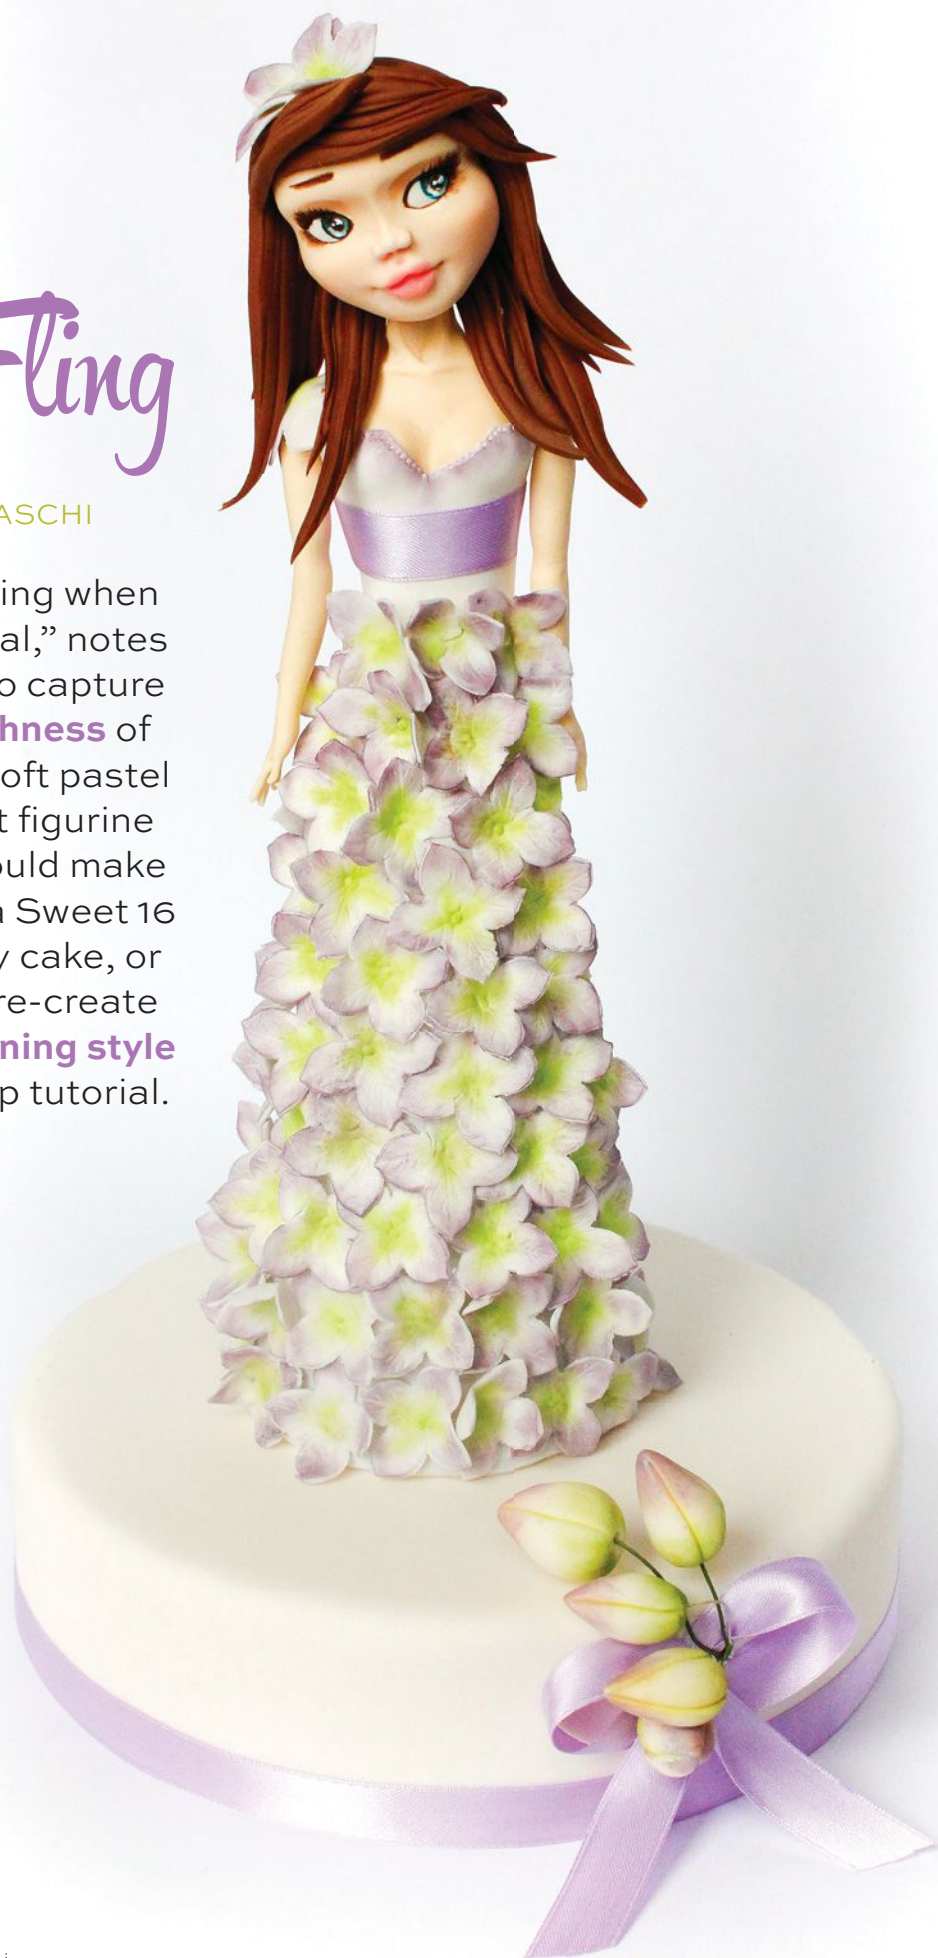 Fling
ASCHI
ing when
al,” notes
o capture
hness of
oft pastel
t figurine
ould make
a Sweet 16
y cake, or
re-create
ning style
p tutorial.